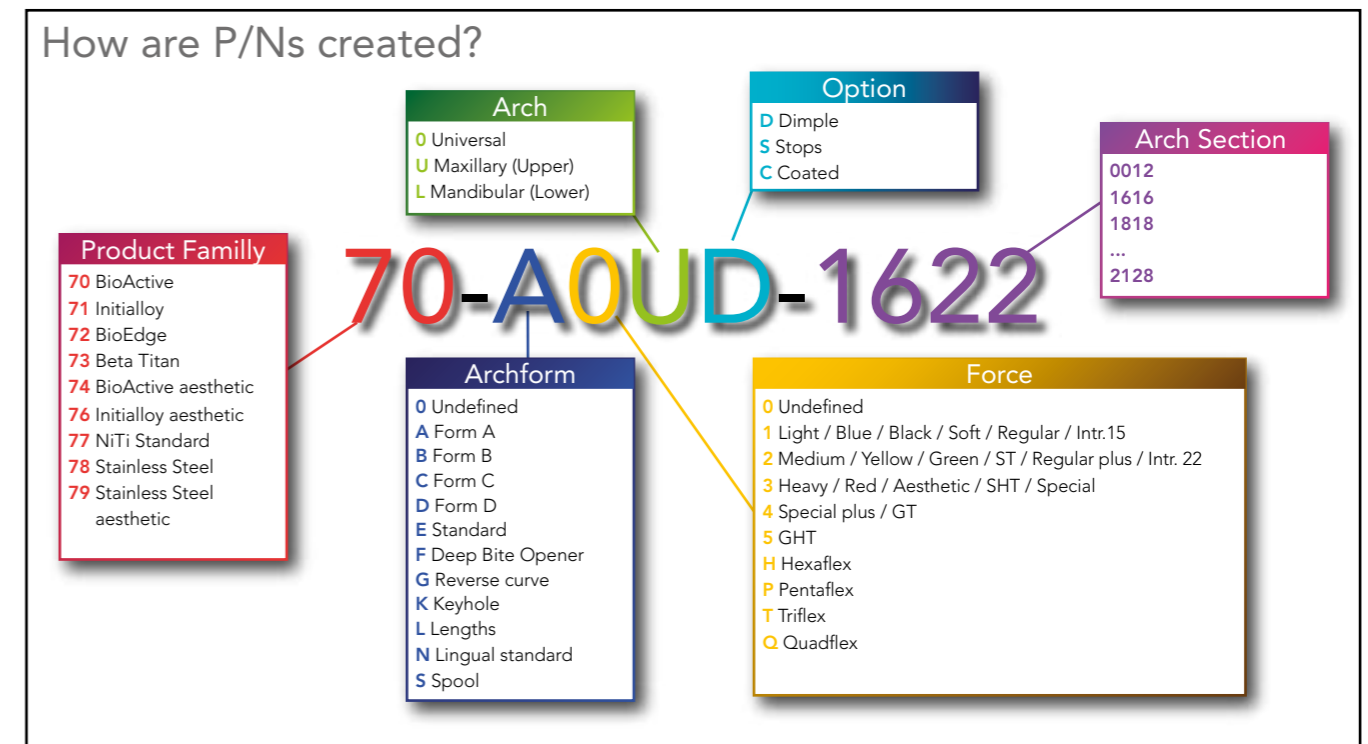 How are P/Ns created?
Arch
0 Universal
U Maxillary (Upper)
L Mandibular (Lower)
Option
D Dimple
S Stops
C Coated
Arch Section
0012
1616
1818
...
2128
Product Familly
70 BioActive
71 Initialloy
72 BioEdge
73 Beta Titan
74 BioActive aesthetic
76 Initialloy aesthetic
77 NiTi Standard
78 Stainless Steel
79 Stainless Steel
aesthetic
70-A0UD-1622
Archform
0 Undefined
A Form A
B Form B
C Form C
D Form D
E Standard
F Deep Bite Opener
G Reverse curve
K Keyhole
L Lengths
N Lingual standard
S Spool
Force
0 Undefined
1 Light / Blue / Black / Soft / Regular / Intr.15
2 Medium / Yellow / Green / ST / Regular plus / Intr. 22
3 Heavy / Red / Aesthetic / SHT / Special
4 Special plus / GT
5 GHT
H Hexaflex
P Pentaflex
T Triflex
Q Quadflex